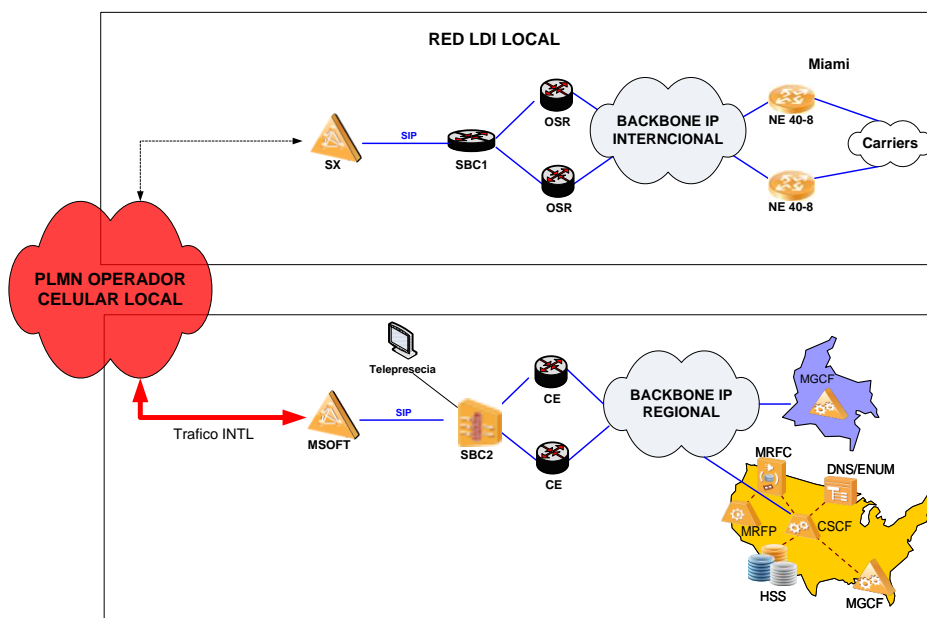 RED LDI LOCAL
Miami
OSR
NE 40-8
BACKBONE IP
INTERNCIONAL
SIP
SX
SBC1
Carriers
OSR
NE 40-8
PLMN OPERADOR
CELULAR LOCAL
Telepresecia
CE
BACKBONE IP
REGIONAL
MGCF
Trafico INTL
SIP
MSOFT
SBC2
CE
MRFC
DNS/ENUM
MRFP
CSCF
HSS
MGCF